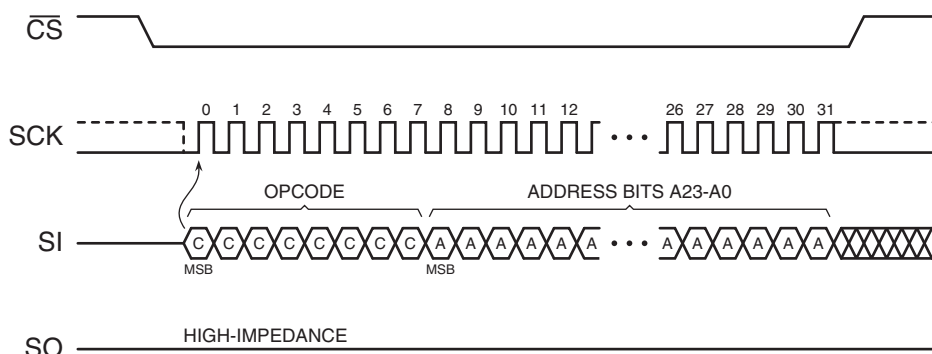 CS
0 1 2 3 4 5 6 7 8 9 10 11 12 26 27 28 29 30 31
SCK
OPCODE ADDRESS BITS A23-A0
SI C C C C C C C C A A A A A A A A A A A A
MSB MSB
HIGH-IMPEDANCE
SO